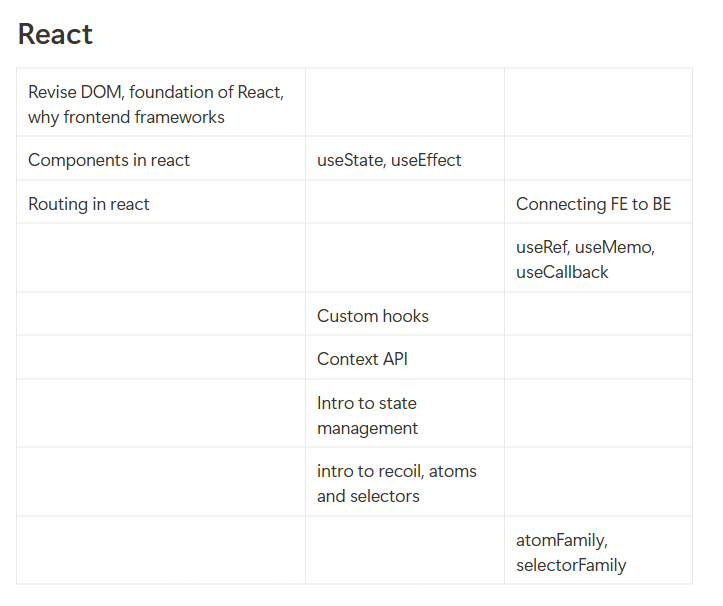 React
Revise DOM, foundation of React,
why frontend frameworks
Components in react
useState, useEffect
Routing in react
Connecting FE to BE
useRef, useMemo,
useCallback
Custom hooks
Context API
Intro to state
management
intro to recoil, atoms
and selectors
atomFamily,
selectorFamily